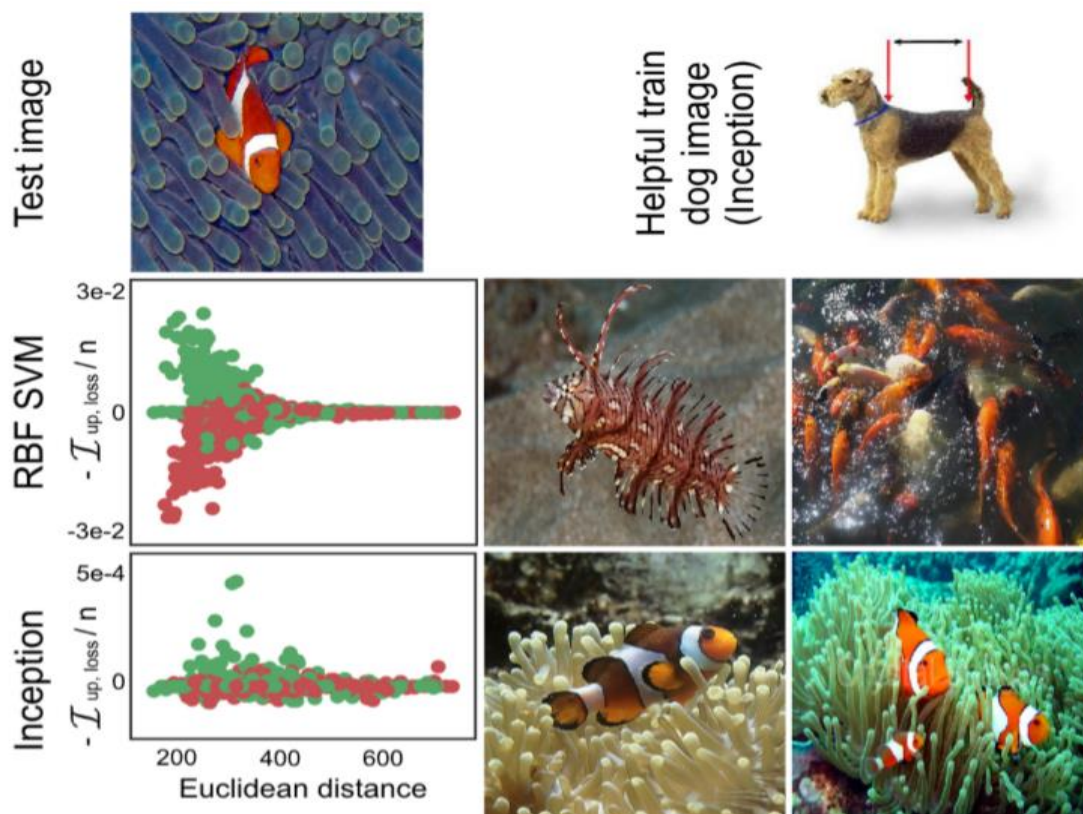 Test image
Helpful train
dog image
(Inception)
RBF SVM
- 𝓘 up, loss / n
3e-2
0
-3e-2
Inception
- 𝓘 up, loss / n
5e-4
0
200 400 600
Euclidean distance